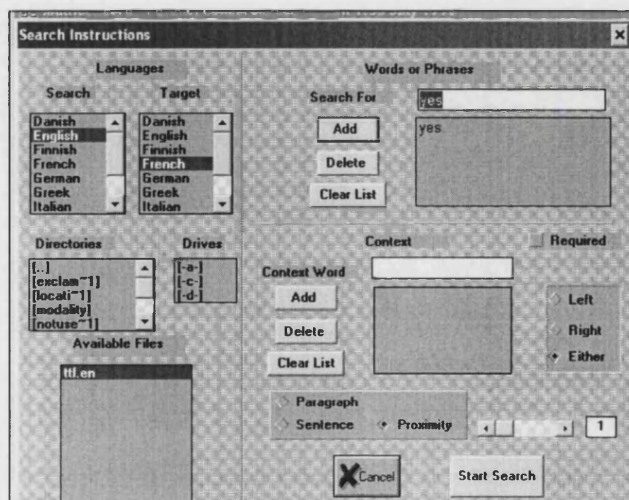 Search Instructions
Languages
Search Target
Danish Danish
English English
Finnish Finnish
French French
German German
Greek Greek
Italian Italian
Directories Drives
[..] [-a-]
[exclam~1] [-c-]
[locati~1] [-d-]
[modality]
[notuse~1]
Available Files
ttf.en
Words or Phrases
Search For yes
Add yes
Delete
Clear List
Context Required
Context Word
Add Left
Delete Right
Clear List Either
Paragraph
Sentence Proximity 1
Cancel Start Search